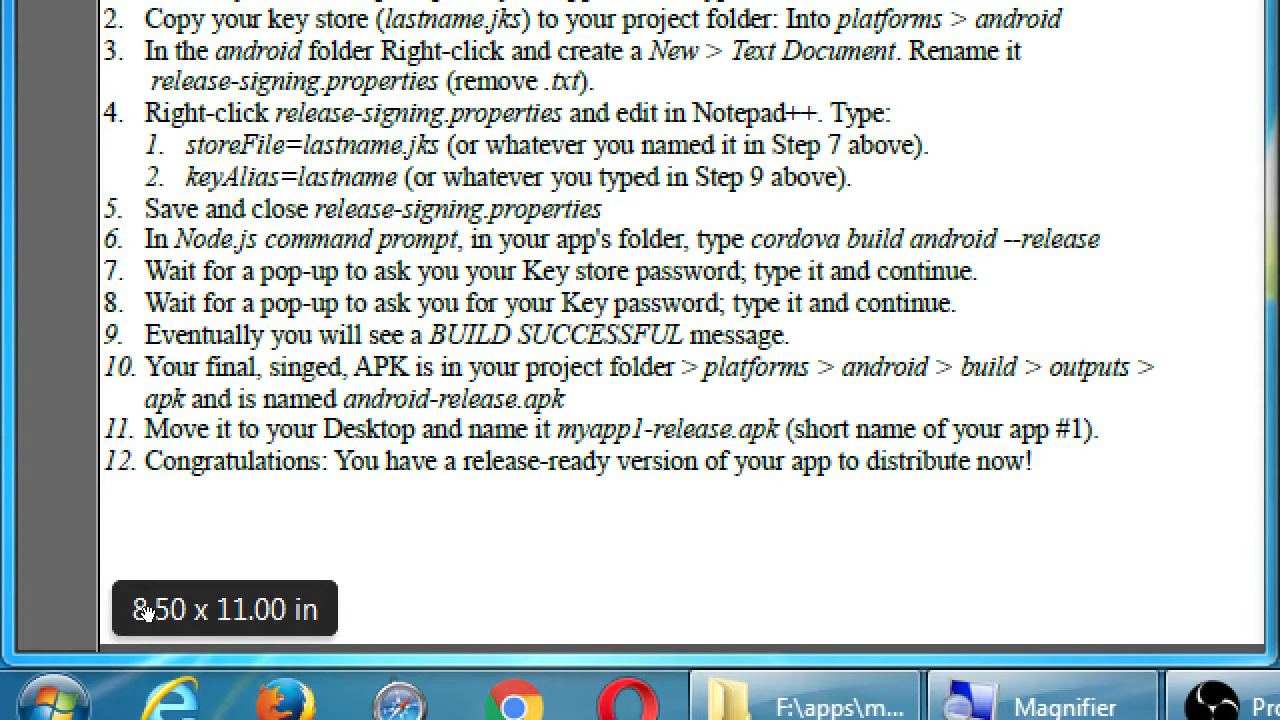 2. Copy your key store (lastname.jks) to your project folder: Into platforms > android
3. In the android folder Right-click and create a New > Text Document. Rename it
release-signing.properties (remove .txt).
4. Right-click release-signing.properties and edit in Notepad++. Type:
1. storeFile=lastname.jks (or whatever you named it in Step 7 above).
2. keyAlias=lastname (or whatever you typed in Step 9 above).
5. Save and close release-signing.properties
6. In Node.js command prompt, in your app's folder, type cordova build android --release
7. Wait for a pop-up to ask you your Key store password; type it and continue.
8. Wait for a pop-up to ask you for your Key password; type it and continue.
9. Eventually you will see a BUILD SUCCESSFUL message.
10. Your final, singed, APK is in your project folder > platforms > android > build > outputs >
apk and is named android-release.apk
11. Move it to your Desktop and name it myapp1-release.apk (short name of your app #1).
12. Congratulations: You have a release-ready version of your app to distribute now!
8.50 x 11.00 in
F:\apps\m... Magnifier Pro